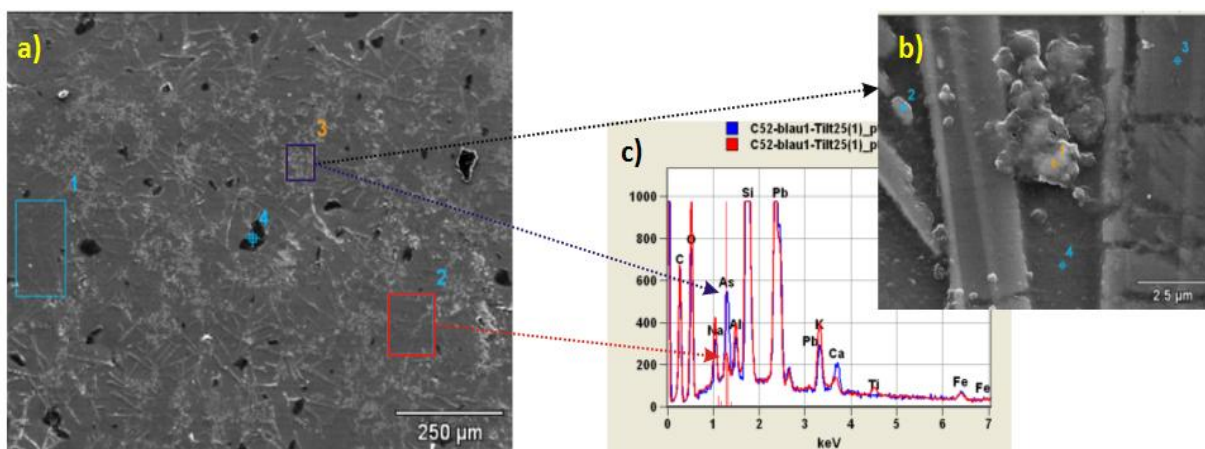 a)
1
3
4
2
250 µm
b)
3
2
1
4
2.5 µm
c)
C52-blau1-Tilt25(1)_p
C52-blau1-Tilt25(1)_p
1000
800
600
400
200
0
C
O
Na
As
Al
Si
Pb
Pb
K
Ca
Ti
Fe
Fe
0 1 2 3 4 5 6 7
keV